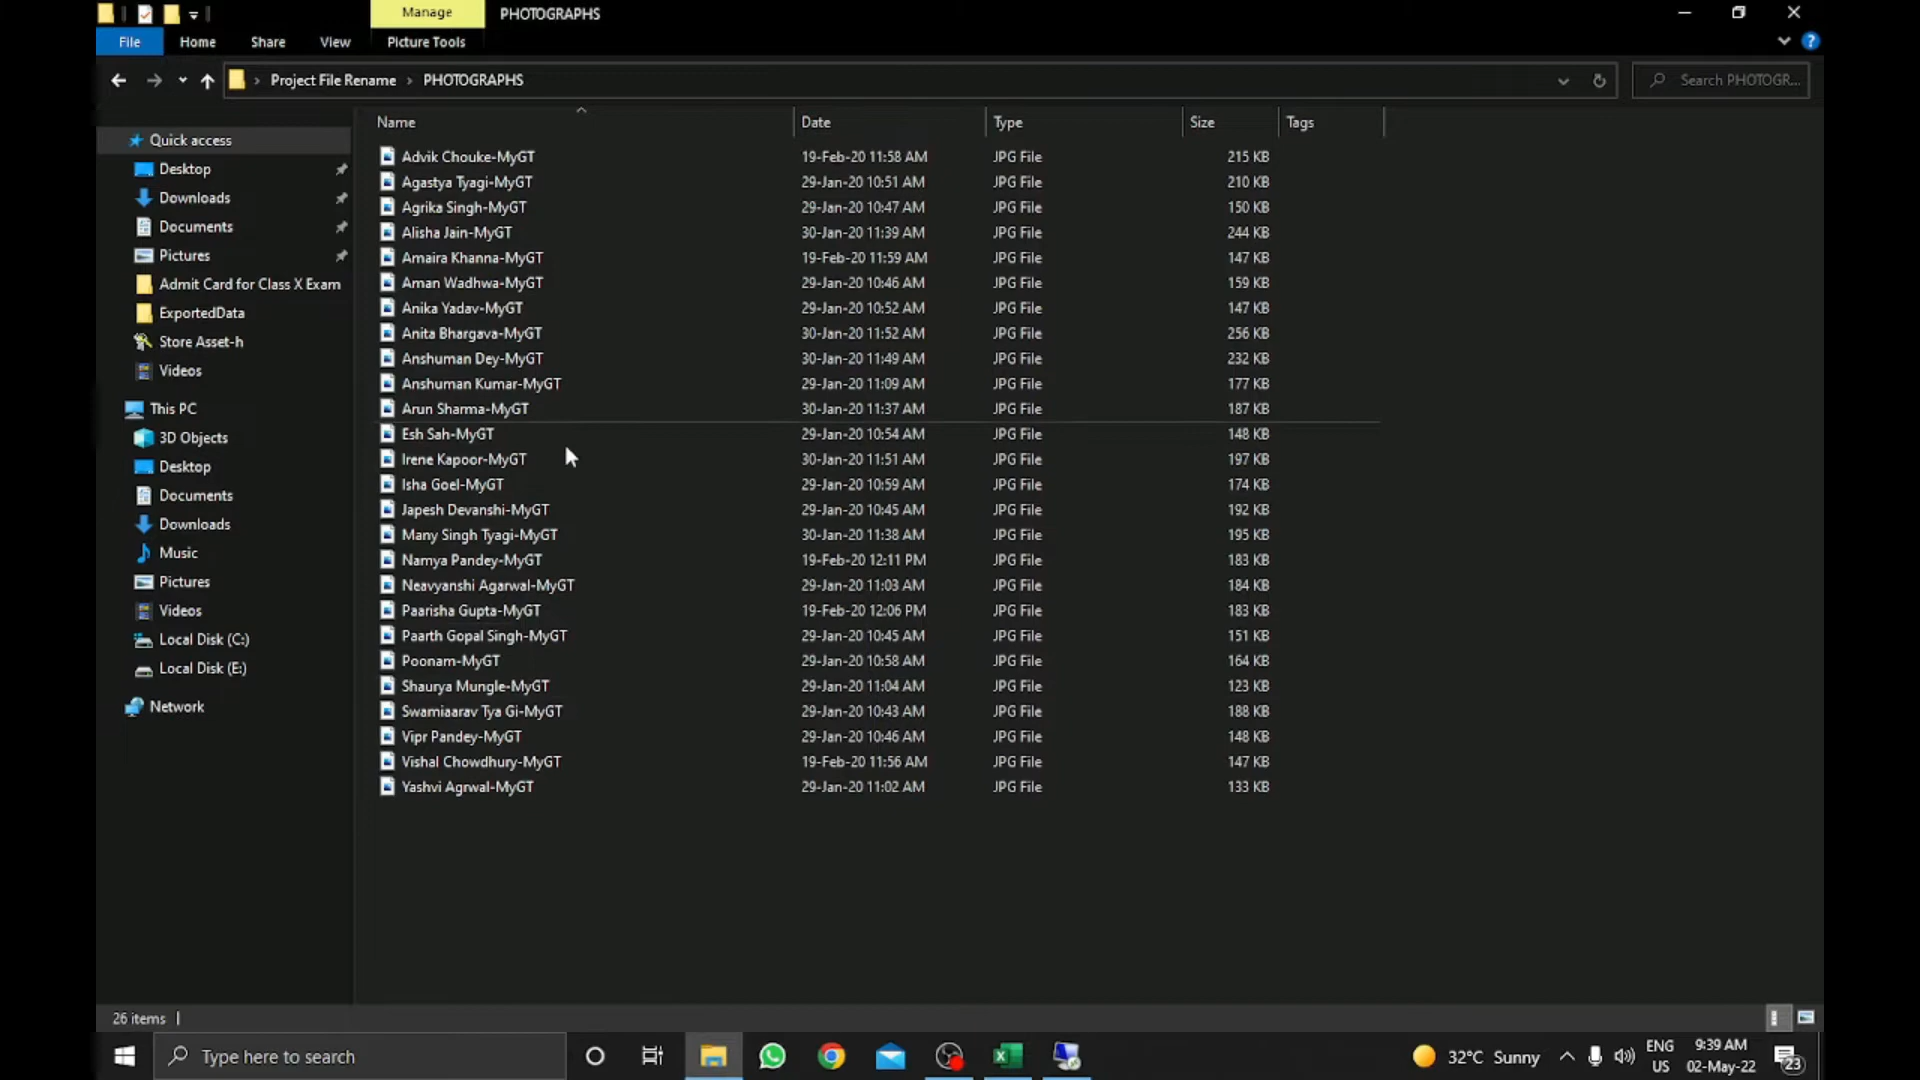 Manage PHOTOGRAPHS
File Home Share View Picture Tools
Project File Rename PHOTOGRAPHS Search PHOTOGR...
Name Date Type Size Tags
Quick access
Desktop
Downloads
Documents
Pictures
Admit Card for Class X Exam
ExportedData
Store Asset-h
Videos
This PC
3D Objects
Desktop
Documents
Downloads
Music
Pictures
Videos
Local Disk (C:)
Local Disk (E:)
Network
Advik Chouke-MyGT 19-Feb-20 11:58 AM JPG File 215 KB
Agastya Tyagi-MyGT 29-Jan-20 10:51 AM JPG File 210 KB
Agrika Singh-MyGT 29-Jan-20 10:47 AM JPG File 150 KB
Alisha Jain-MyGT 30-Jan-20 11:39 AM JPG File 244 KB
Amaira Khanna-MyGT 19-Feb-20 11:59 AM JPG File 147 KB
Aman Wadhwa-MyGT 29-Jan-20 10:46 AM JPG File 159 KB
Anika Yadav-MyGT 29-Jan-20 10:52 AM JPG File 147 KB
Anita Bhargava-MyGT 30-Jan-20 11:52 AM JPG File 256 KB
Anshuman Dey-MyGT 30-Jan-20 11:49 AM JPG File 232 KB
Anshuman Kumar-MyGT 29-Jan-20 11:09 AM JPG File 177 KB
Arun Sharma-MyGT 30-Jan-20 11:37 AM JPG File 187 KB
Esh Sah-MyGT 29-Jan-20 10:54 AM JPG File 148 KB
Irene Kapoor-MyGT 30-Jan-20 11:51 AM JPG File 197 KB
Isha Goel-MyGT 29-Jan-20 10:59 AM JPG File 174 KB
Japesh Devanshi-MyGT 29-Jan-20 10:45 AM JPG File 192 KB
Many Singh Tyagi-MyGT 30-Jan-20 11:38 AM JPG File 195 KB
Namya Pandey-MyGT 19-Feb-20 12:11 PM JPG File 183 KB
Neavyanshi Agarwal-MyGT 29-Jan-20 11:03 AM JPG File 184 KB
Paarisha Gupta-MyGT 19-Feb-20 12:06 PM JPG File 183 KB
Paarth Gopal Singh-MyGT 29-Jan-20 10:45 AM JPG File 151 KB
Poonam-MyGT 29-Jan-20 10:58 AM JPG File 164 KB
Shaurya Mungle-MyGT 29-Jan-20 11:04 AM JPG File 123 KB
Swamiaarav Tya Gi-MyGT 29-Jan-20 10:43 AM JPG File 188 KB
Vipr Pandey-MyGT 29-Jan-20 10:46 AM JPG File 148 KB
Vishal Chowdhury-MyGT 19-Feb-20 11:56 AM JPG File 147 KB
Yashvi Agrwal-MyGT 29-Jan-20 11:02 AM JPG File 133 KB
26 items
Type here to search 32°C Sunny ENG 9:39 AM
US 02-May-22 23